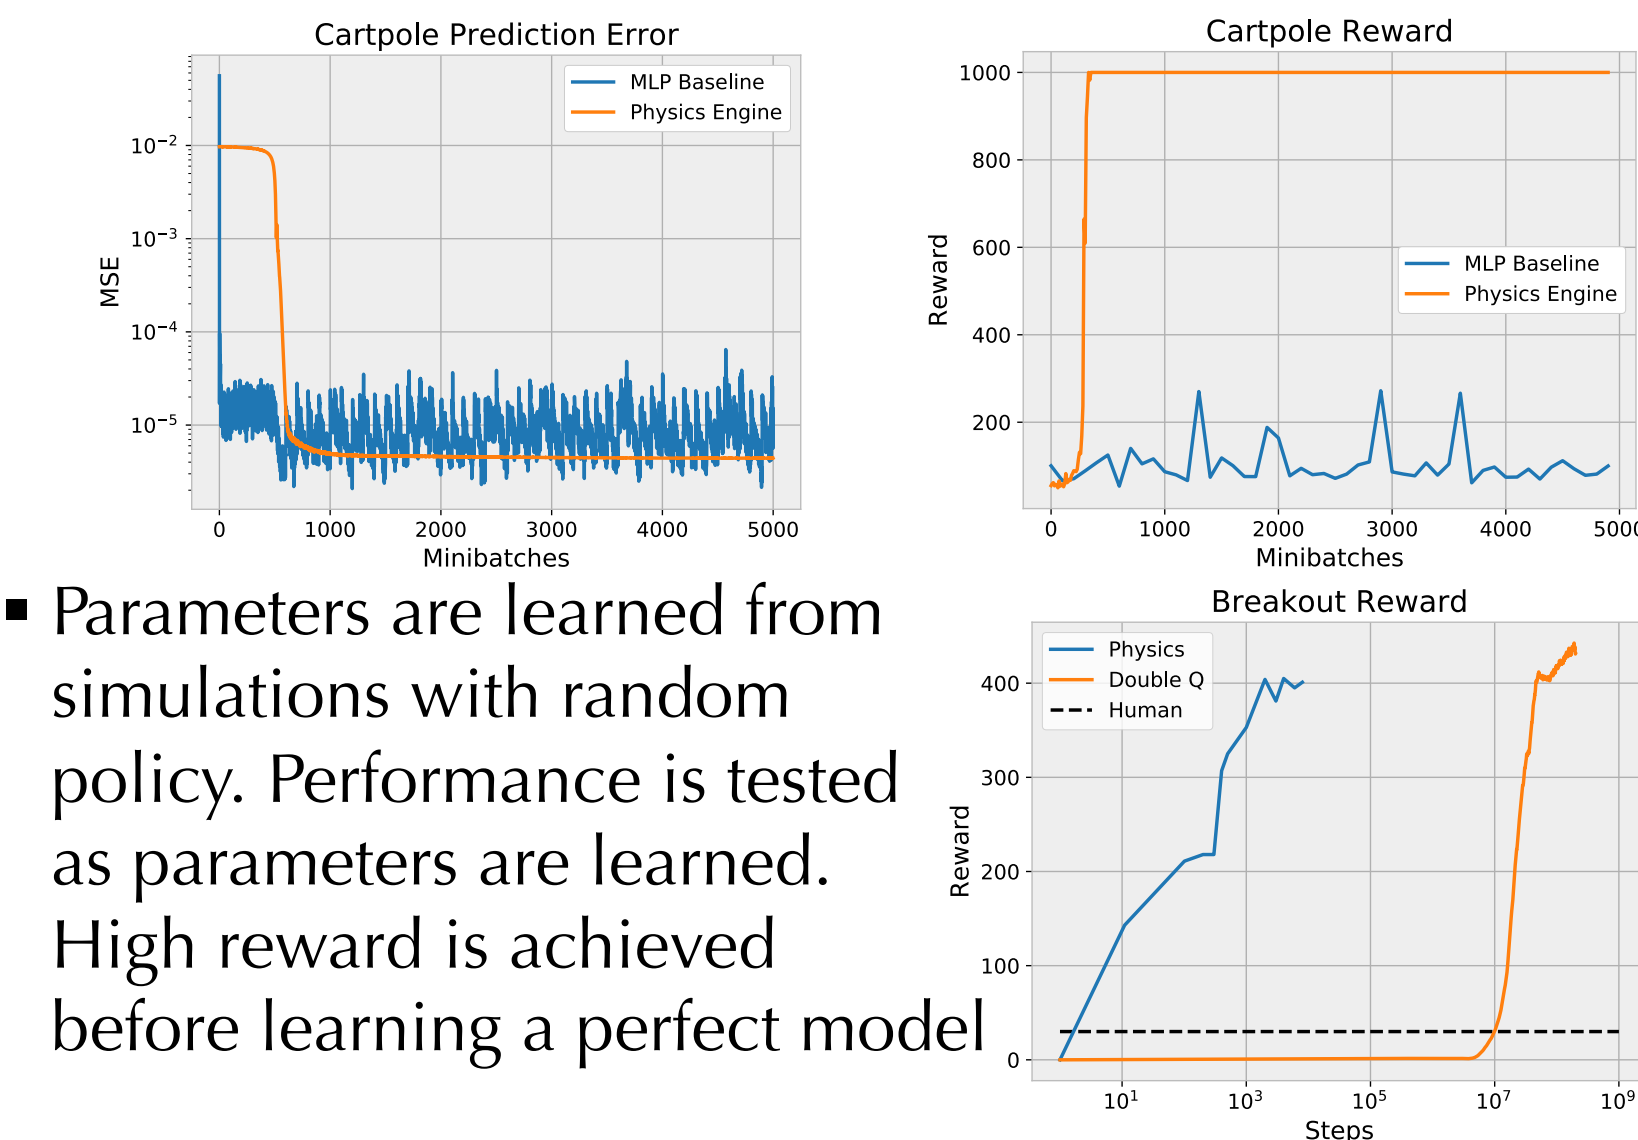 Cartpole Prediction Error
MLP Baseline
Physics Engine
10⁻²
10⁻³
10⁻⁴
10⁻⁵
MSE
0 1000 2000 3000 4000 5000
Minibatches
Cartpole Reward
1000
800
600
400
200
Reward
MLP Baseline
Physics Engine
0 1000 2000 3000 4000 5000
Minibatches
▪ Parameters are learned from
simulations with random
policy. Performance is tested
as parameters are learned.
High reward is achieved
before learning a perfect model
Breakout Reward
Physics
Double Q
Human
400
300
200
100
0
Reward
10¹ 10³ 10⁵ 10⁷ 10⁹
Steps